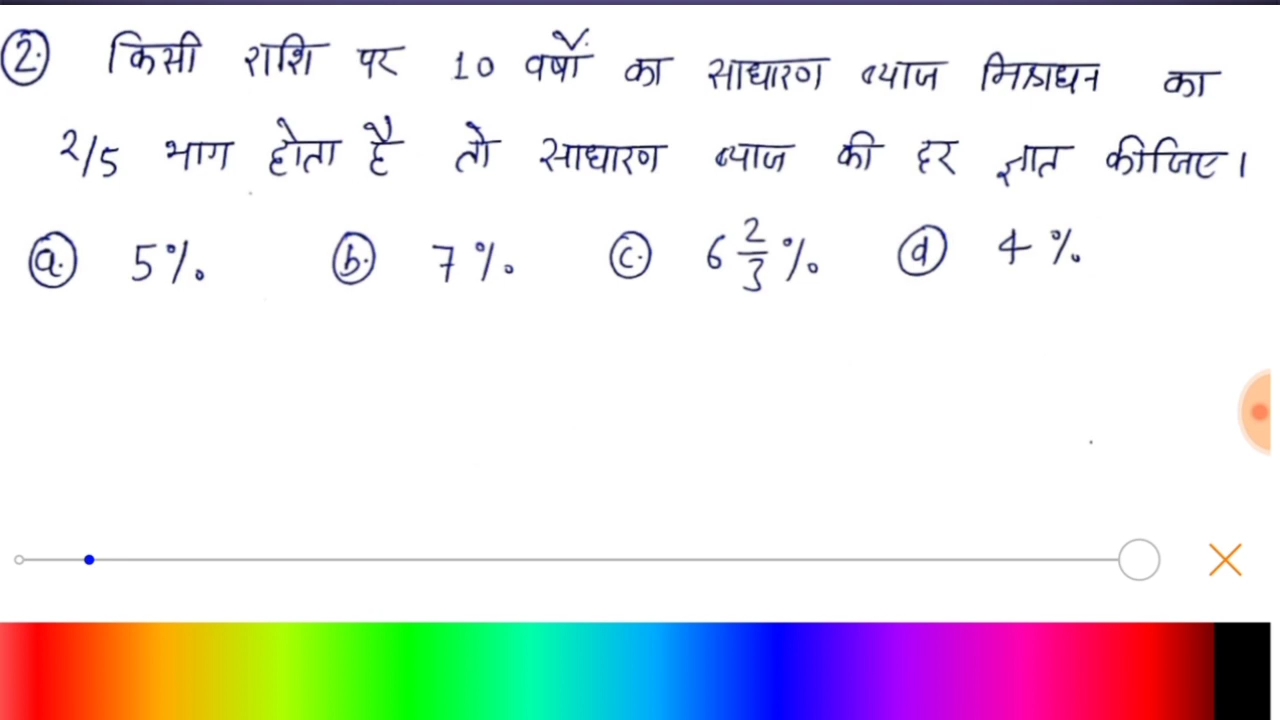 2. किसी राशि पर 10 वर्षों का साधारण ब्याज मिश्रधन का
2/5 भाग होता है तो साधारण ब्याज की दर ज्ञात कीजिए।
a. 5% b. 7% c. 6 2/3 % d 4%